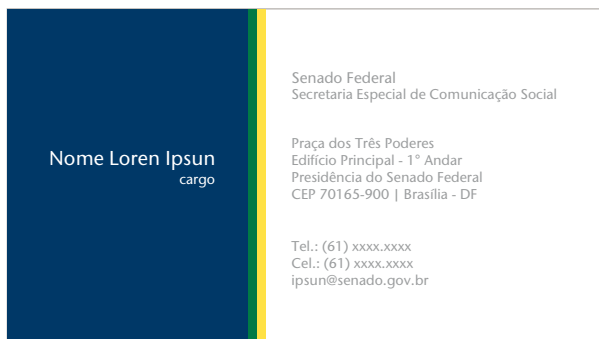 Nome Loren Ipsun
cargo
Senado Federal
Secretaria Especial de Comunicação Social
Praça dos Três Poderes
Edifício Principal - 1° Andar
Presidência do Senado Federal
CEP 70165-900 | Brasília - DF
Tel.: (61) xxxx.xxxx
Cel.: (61) xxxx.xxxx
ipsun@senado.gov.br